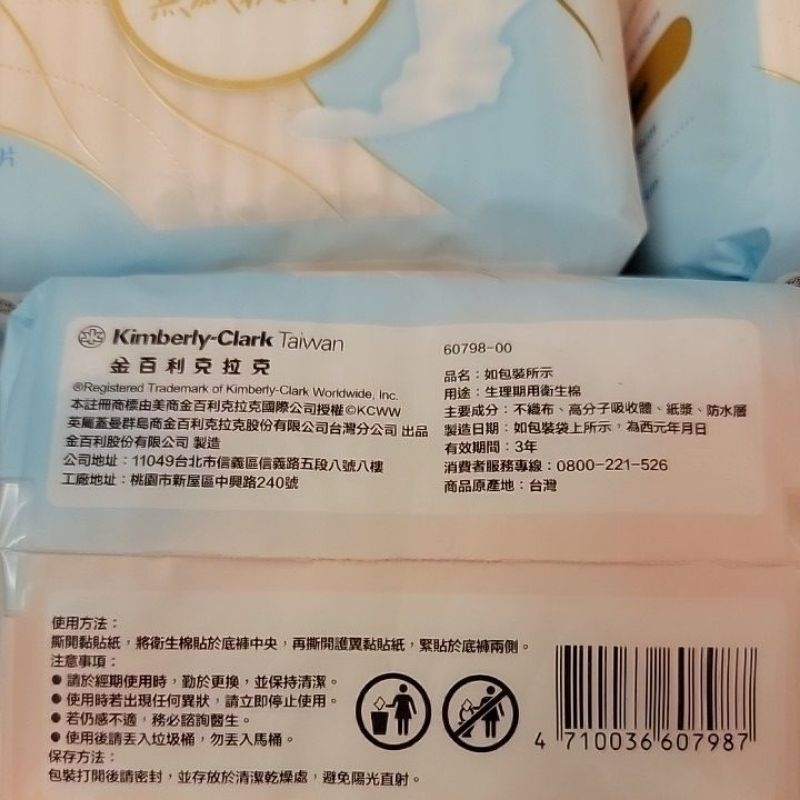 片
Kimberly-Clark Taiwan
金百利克拉克
®Registered Trademark of Kimberly-Clark Worldwide, Inc.
本註冊商標由美商金百利克拉克國際公司授權©KCWW
英屬蓋曼群島商金百利克拉克股份有限公司台灣分公司 出品
金百利股份有限公司 製造
公司地址：11049台北市信義區信義路五段八號八樓
工廠地址：桃園市新屋區中興路240號
60798-00
品名：如包裝所示
用途：生理期用衛生棉
主要成分：不織布、高分子吸收體、紙漿、防水層
製造日期：如包裝袋上所示，為西元年月日
有效期間：3年
消費者服務專線：0800-221-526
商品原產地：台灣
使用方法：
撕開黏貼紙，將衛生棉貼於底褲中央，再撕開護翼黏貼紙，緊貼於底褲兩側。
注意事項：
●請於經期使用時，勤於更換，並保持清潔。
●使用時若出現任何異狀，請立即停止使用。
●若仍感不適，務必諮詢醫生。
●使用後請丟入垃圾桶，勿丟入馬桶。
保存方法：
包裝打開後請密封，並存放於清潔乾燥處，避免陽光直射。
4 710036 607987